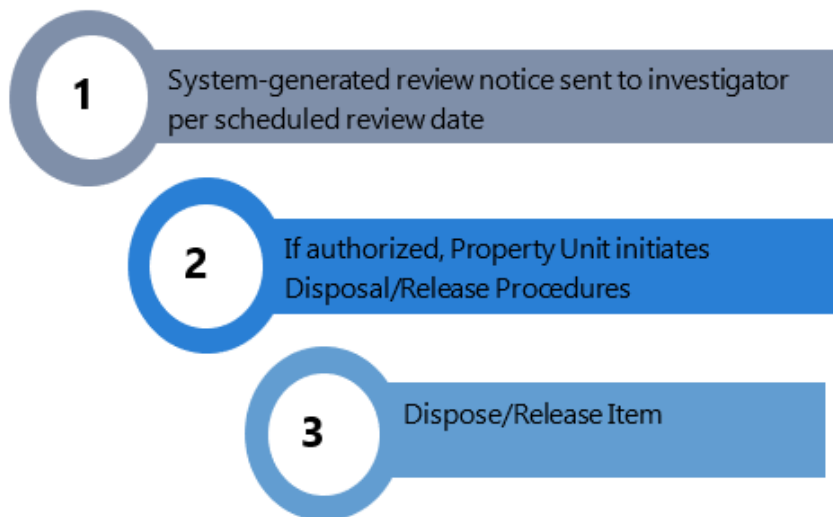 1
System-generated review notice sent to investigator
per scheduled review date
2
If authorized, Property Unit initiates
Disposal/Release Procedures
3
Dispose/Release Item